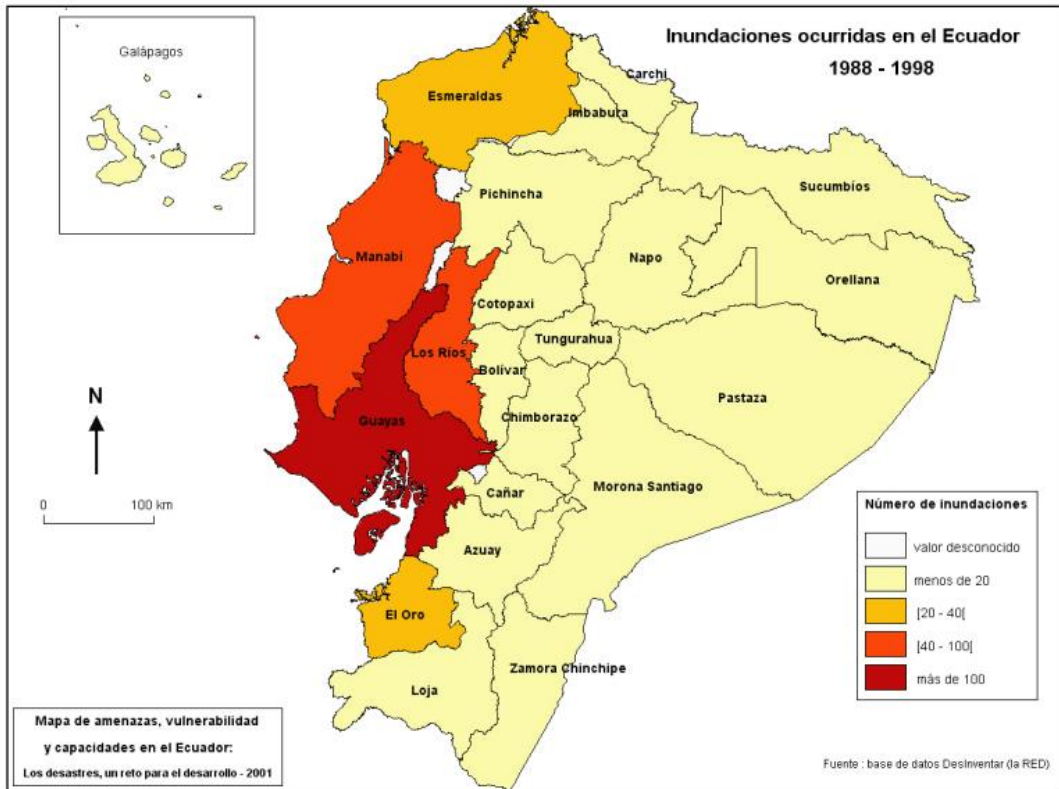 Inundaciones ocurridas en el Ecuador
1988 - 1998
Galápagos
Carchi
Esmeraldas
Imbabura
Sucumbíos
Pichincha
Manabí
Napo
Orellana
Cotopaxi
Tungurahua
Los Ríos
Bolívar
Pastaza
Chimborazo
Guayas
N
0 100 km
Cañar
Morona Santiago
Azuay
El Oro
Zamora Chinchipe
Loja
Número de inundaciones
valor desconocido
menos de 20
[20 - 40[
[40 - 100[
más de 100
Mapa de amenazas, vulnerabilidad
y capacidades en el Ecuador:
Los desastres, un reto para el desarrollo - 2001
Fuente : base de datos DesInventar (la RED)